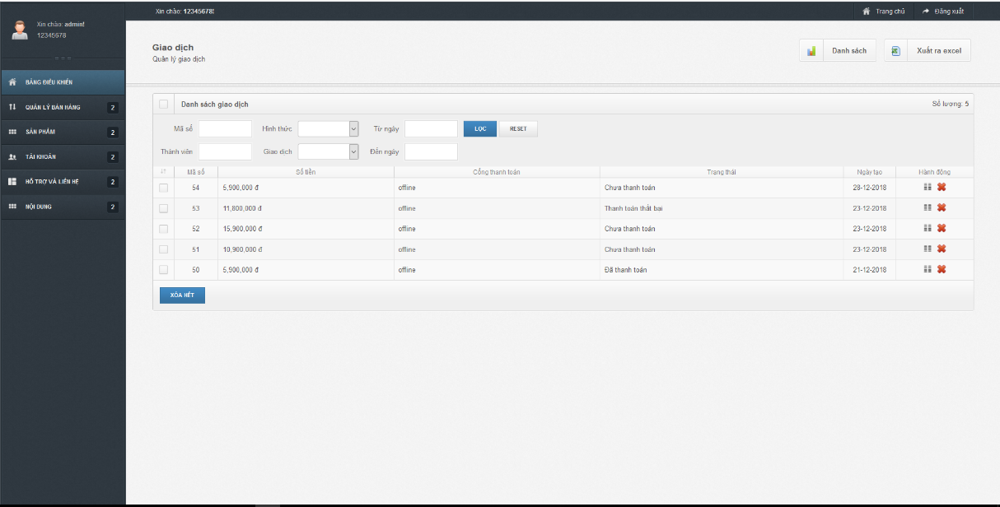 Xin chào: 12345678!
Trang chủ
Đăng xuất
Xin chào: admin!
12345678
Giao dịch
Quản lý giao dịch
Danh sách
Xuất ra excel
BẢNG ĐIỀU KHIỂN
QUẢN LÝ BÁN HÀNG 2
SẢN PHẨM 2
TÀI KHOẢN 2
HỖ TRỢ VÀ LIÊN HỆ 2
NỘI DUNG 2
Danh sách giao dịch
Số lượng: 5
Mã số Hình thức Từ ngày LỌC RESET
Thành viên Giao dịch Đến ngày
Mã số Số tiền Cổng thanh toán Trạng thái Ngày tạo Hành động
54 5,900,000 đ offline Chưa thanh toán 28-12-2018
53 11,800,000 đ offline Thanh toán thất bại 23-12-2018
52 15,900,000 đ offline Chưa thanh toán 23-12-2018
51 10,900,000 đ offline Chưa thanh toán 23-12-2018
50 5,900,000 đ offline Đã thanh toán 21-12-2018
XÓA HẾT